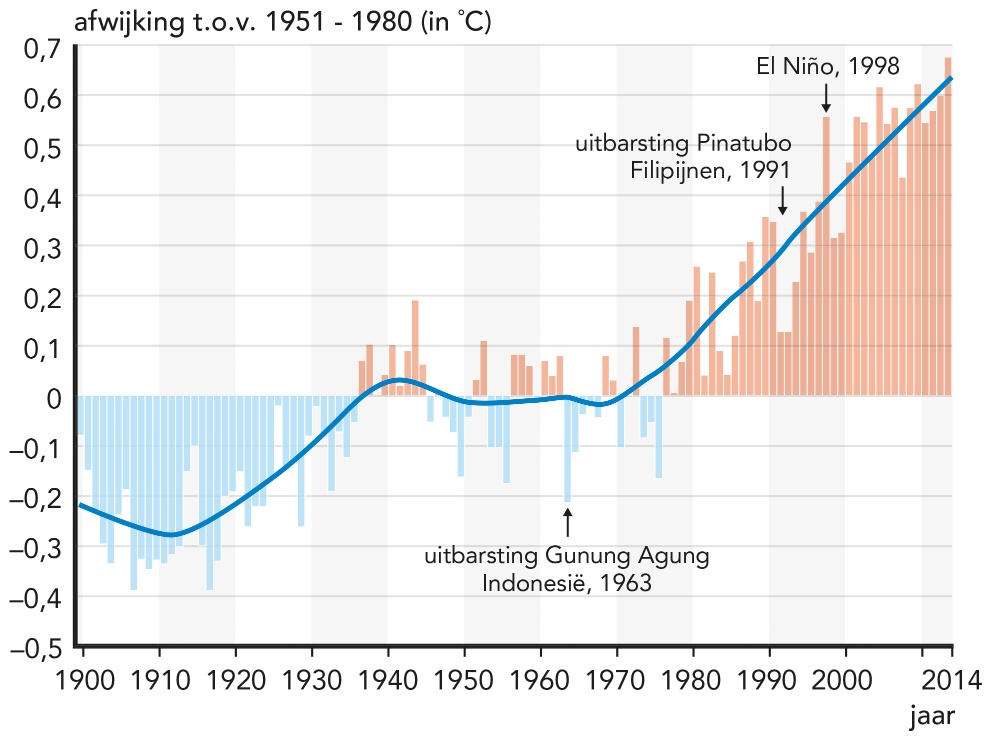 afwijking t.o.v. 1951 - 1980 (in °C)
0,7
0,6
0,5
0,4
0,3
0,2
0,1
0
–0,1
–0,2
–0,3
–0,4
–0,5
El Niño, 1998
uitbarsting Pinatubo
Filipijnen, 1991
uitbarsting Gunung Agung
Indonesië, 1963
1900 1910 1920 1930 1940 1950 1960 1970 1980 1990 2000 2014
jaar